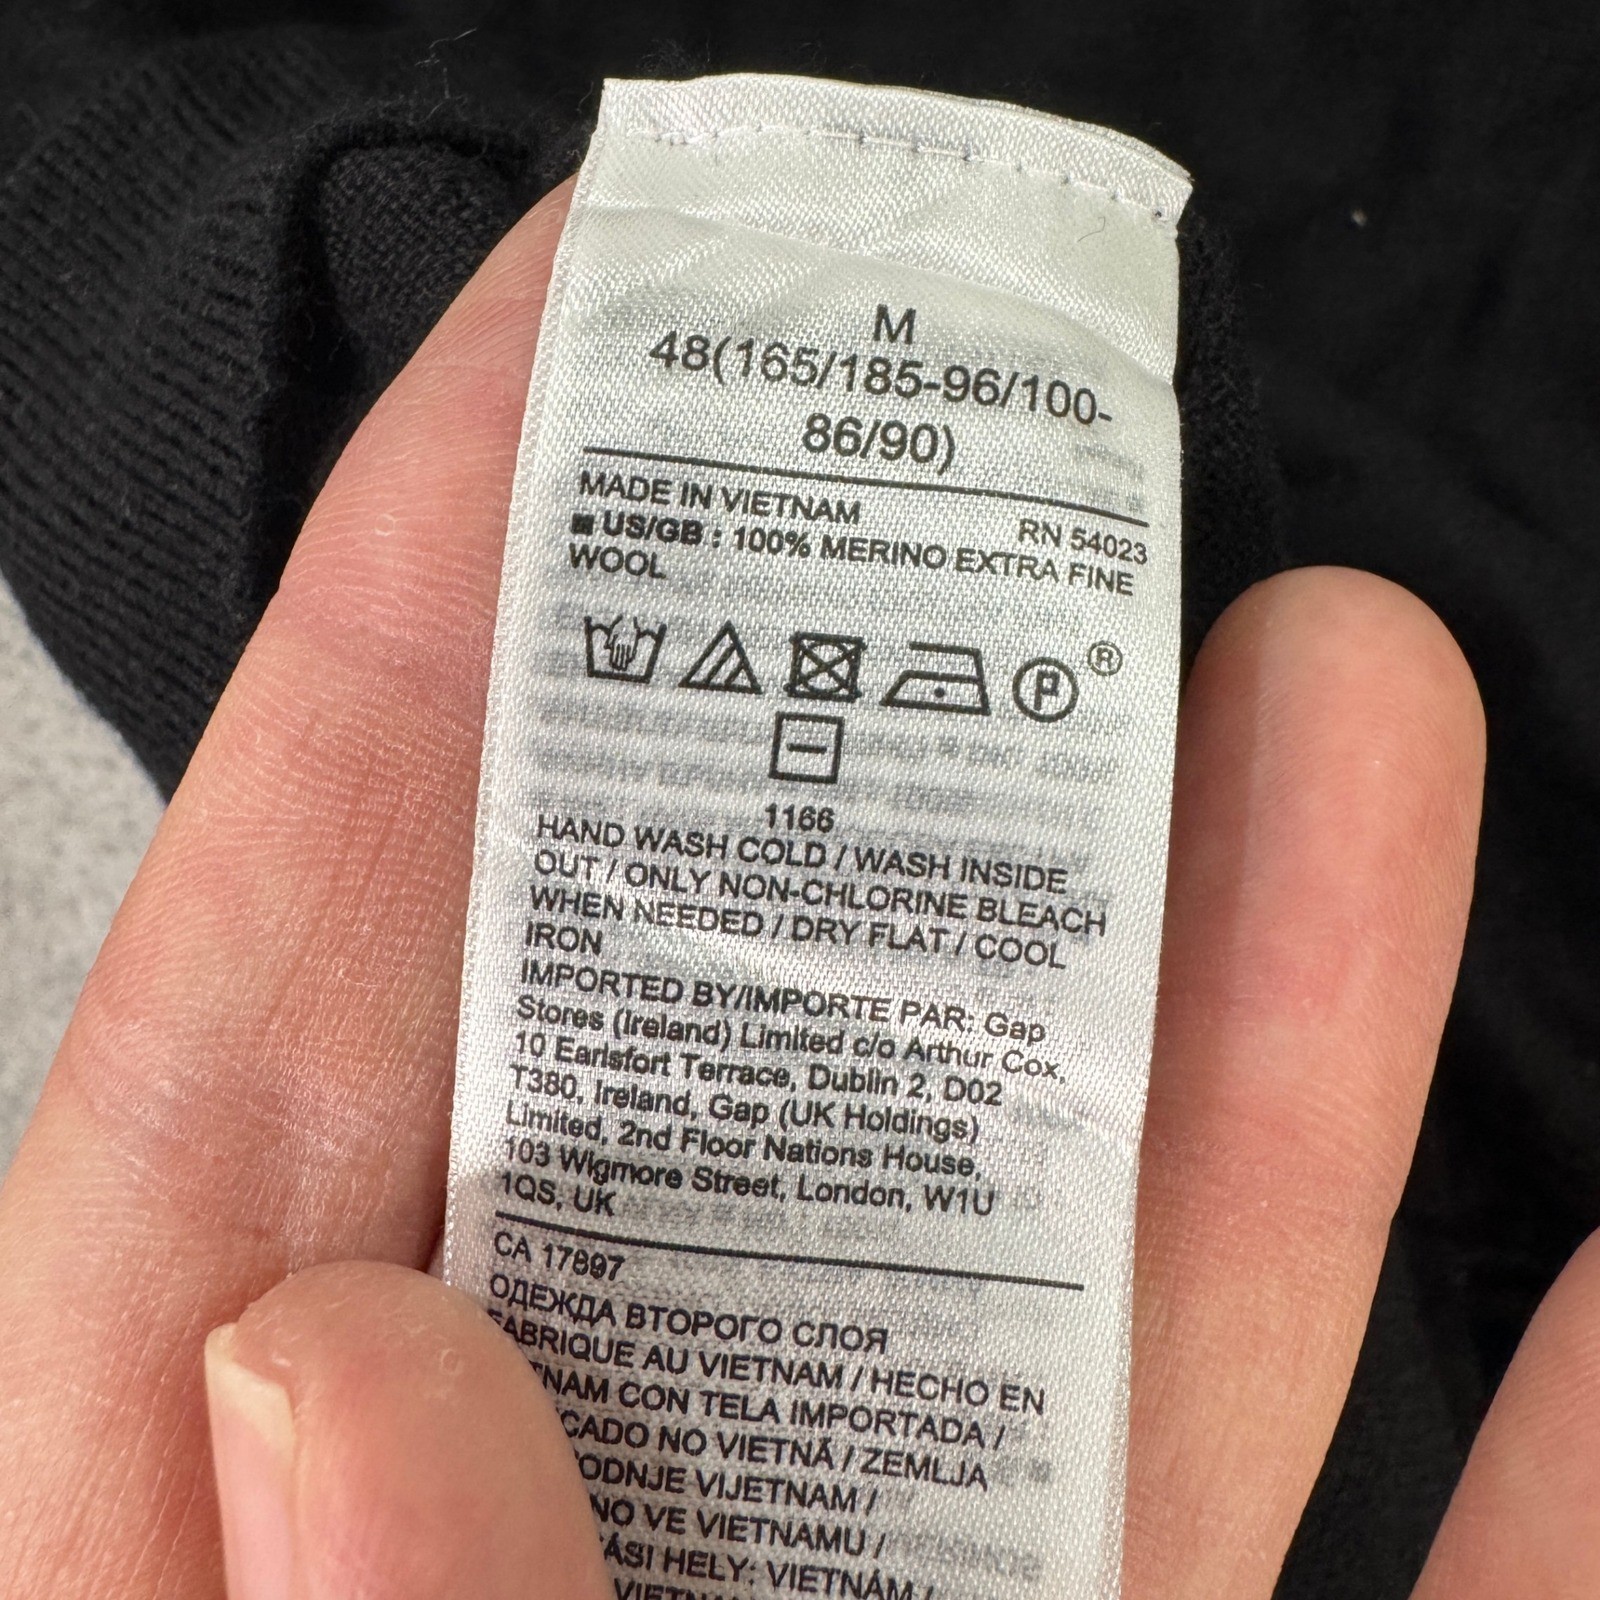 M
48(165/185-96/100-
86/90)
MADE IN VIETNAM
RN 54023
■ US/GB : 100% MERINO EXTRA FINE
WOOL
P ®
1166
HAND WASH COLD / WASH INSIDE
OUT / ONLY NON-CHLORINE BLEACH
WHEN NEEDED / DRY FLAT / COOL
IRON
IMPORTED BY/IMPORTE PAR: Gap
Stores (Ireland) Limited c/o Arthur Cox,
10 Earlsfort Terrace, Dublin 2, D02
T380, Ireland, Gap (UK Holdings)
Limited, 2nd Floor Nations House,
103 Wigmore Street, London, W1U
1QS, UK
CA 17897
ОДЕЖДА ВТОРОГО СЛОЯ
FABRIQUE AU VIETNAM / HECHO EN
TNAM CON TELA IMPORTADA /
CADO NO VIETNÃ / ZEMLJA
ODNJE VIJETNAM /
NO VE VIETNAMU /
ÁSI HELY: VIETNÁM /